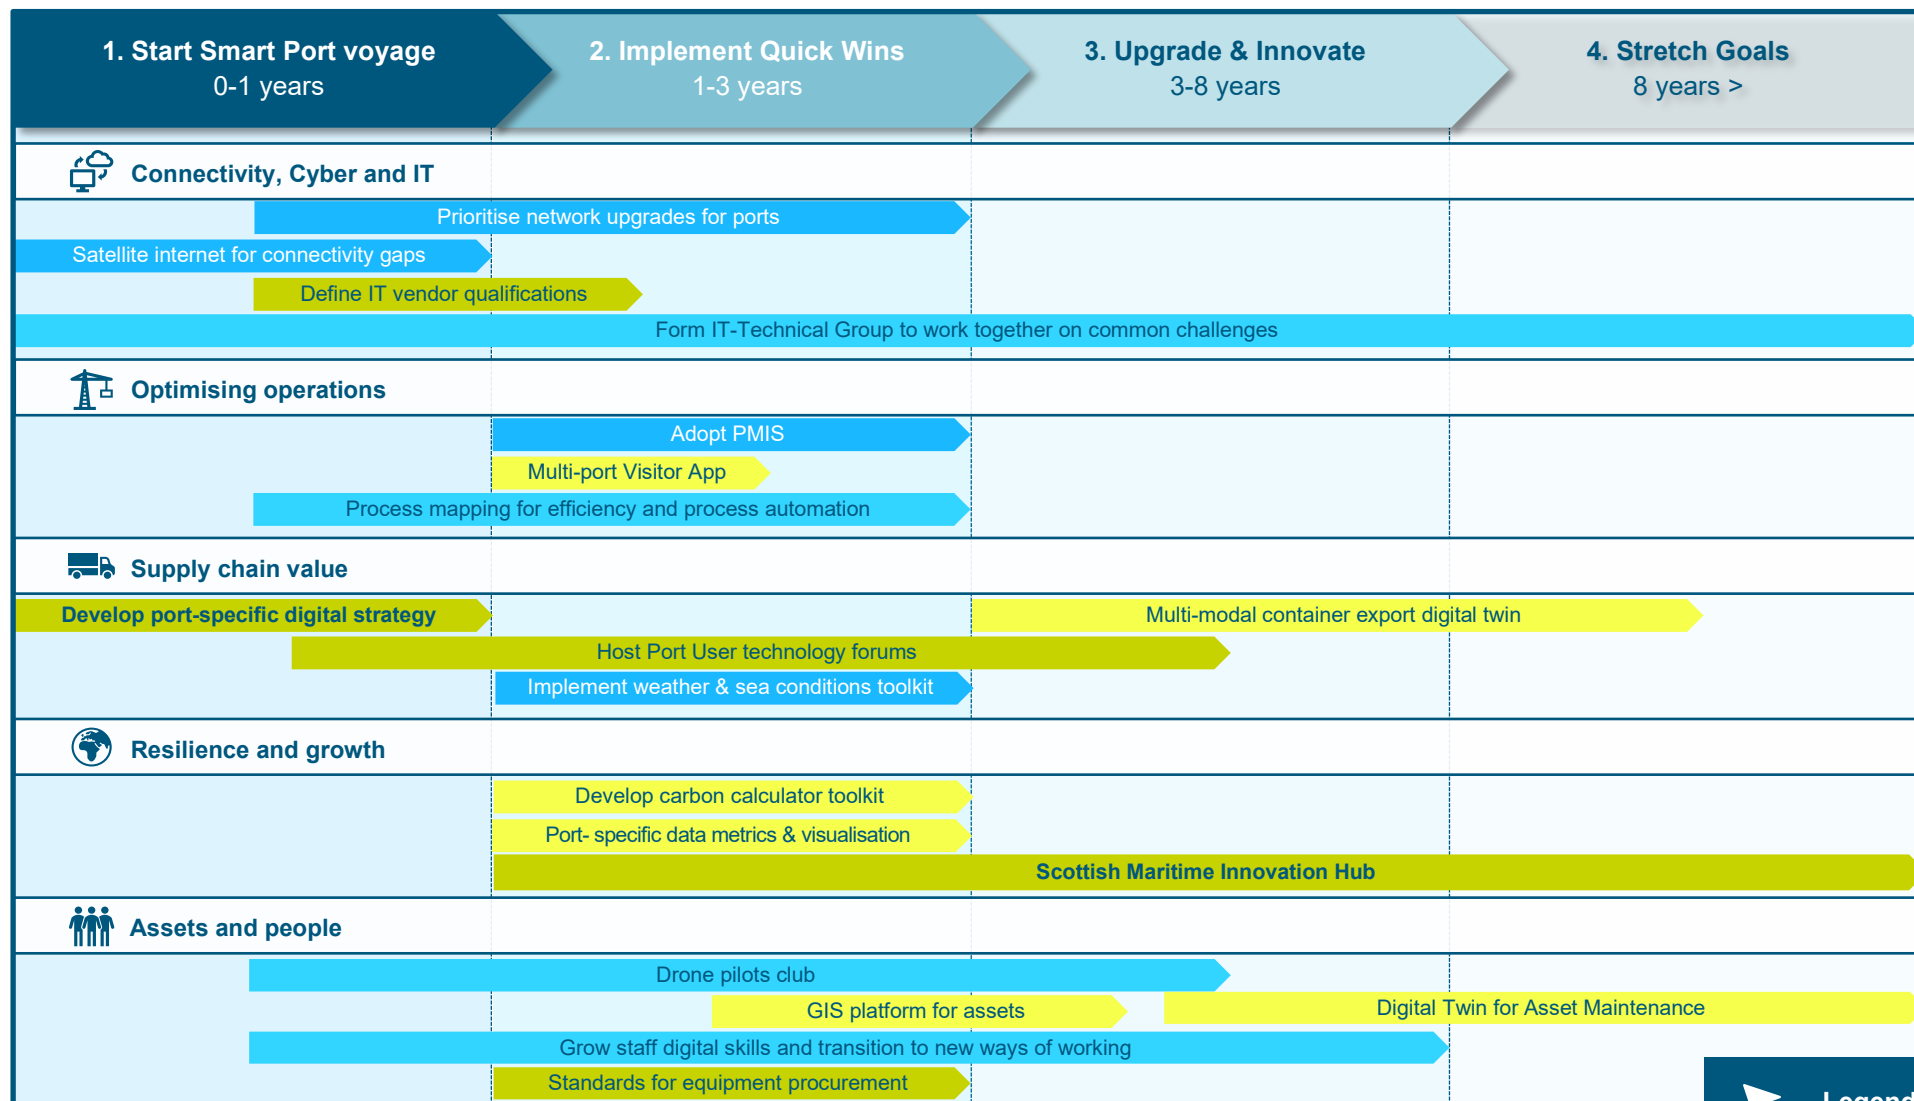 1. Start Smart Port voyage
0-1 years
2. Implement Quick Wins
1-3 years
3. Upgrade & Innovate
3-8 years
4. Stretch Goals
8 years >
Connectivity, Cyber and IT
Prioritise network upgrades for ports
Satellite internet for connectivity gaps
Define IT vendor qualifications
Form IT-Technical Group to work together on common challenges
Optimising operations
Adopt PMIS
Multi-port Visitor App
Process mapping for efficiency and process automation
Supply chain value
Develop port-specific digital strategy
Multi-modal container export digital twin
Host Port User technology forums
Implement weather & sea conditions toolkit
Resilience and growth
Develop carbon calculator toolkit
Port- specific data metrics & visualisation
Scottish Maritime Innovation Hub
Assets and people
Drone pilots club
GIS platform for assets
Digital Twin for Asset Maintenance
Grow staff digital skills and transition to new ways of working
Standards for equipment procurement
Legend